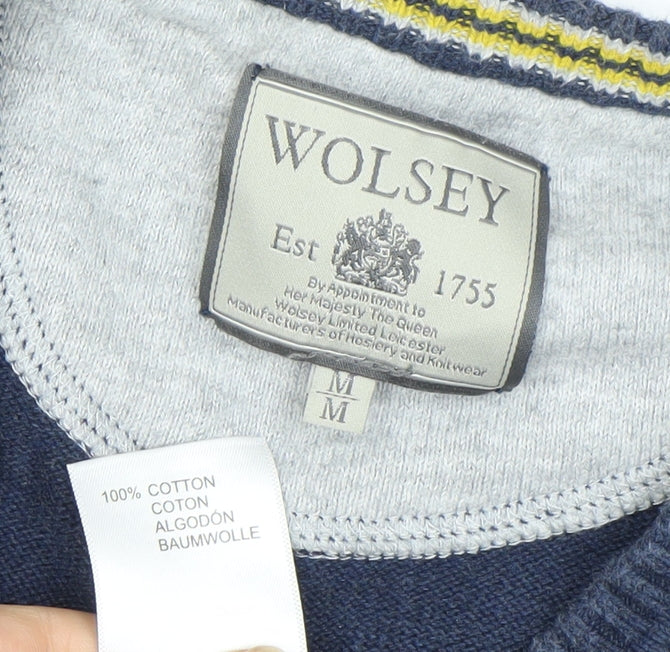 WOLSEY
Est 1755
By Appointment to
Her Majesty The Queen
Wolsey Limited Leicester
Manufacturers of Hosiery and Knitwear
M
M
100% COTTON
COTON
ALGODÓN
BAUMWOLLE